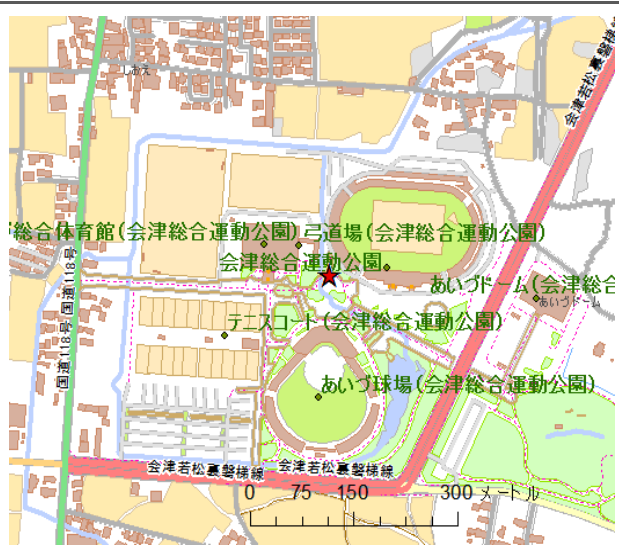 しおえ
会津若松裏磐梯線
総合体育館(会津総合運動公園)
弓道場(会津総合運動公園)
会津総合運動公園
あいづドーム(会津総合
あいづドーム
国道118号
国道118号
テニスコート(会津総合運動公園)
あいづ球場(会津総合運動公園)
会津若松裏磐梯線
会津若松裏磐梯線
0 75 150 300 メートル